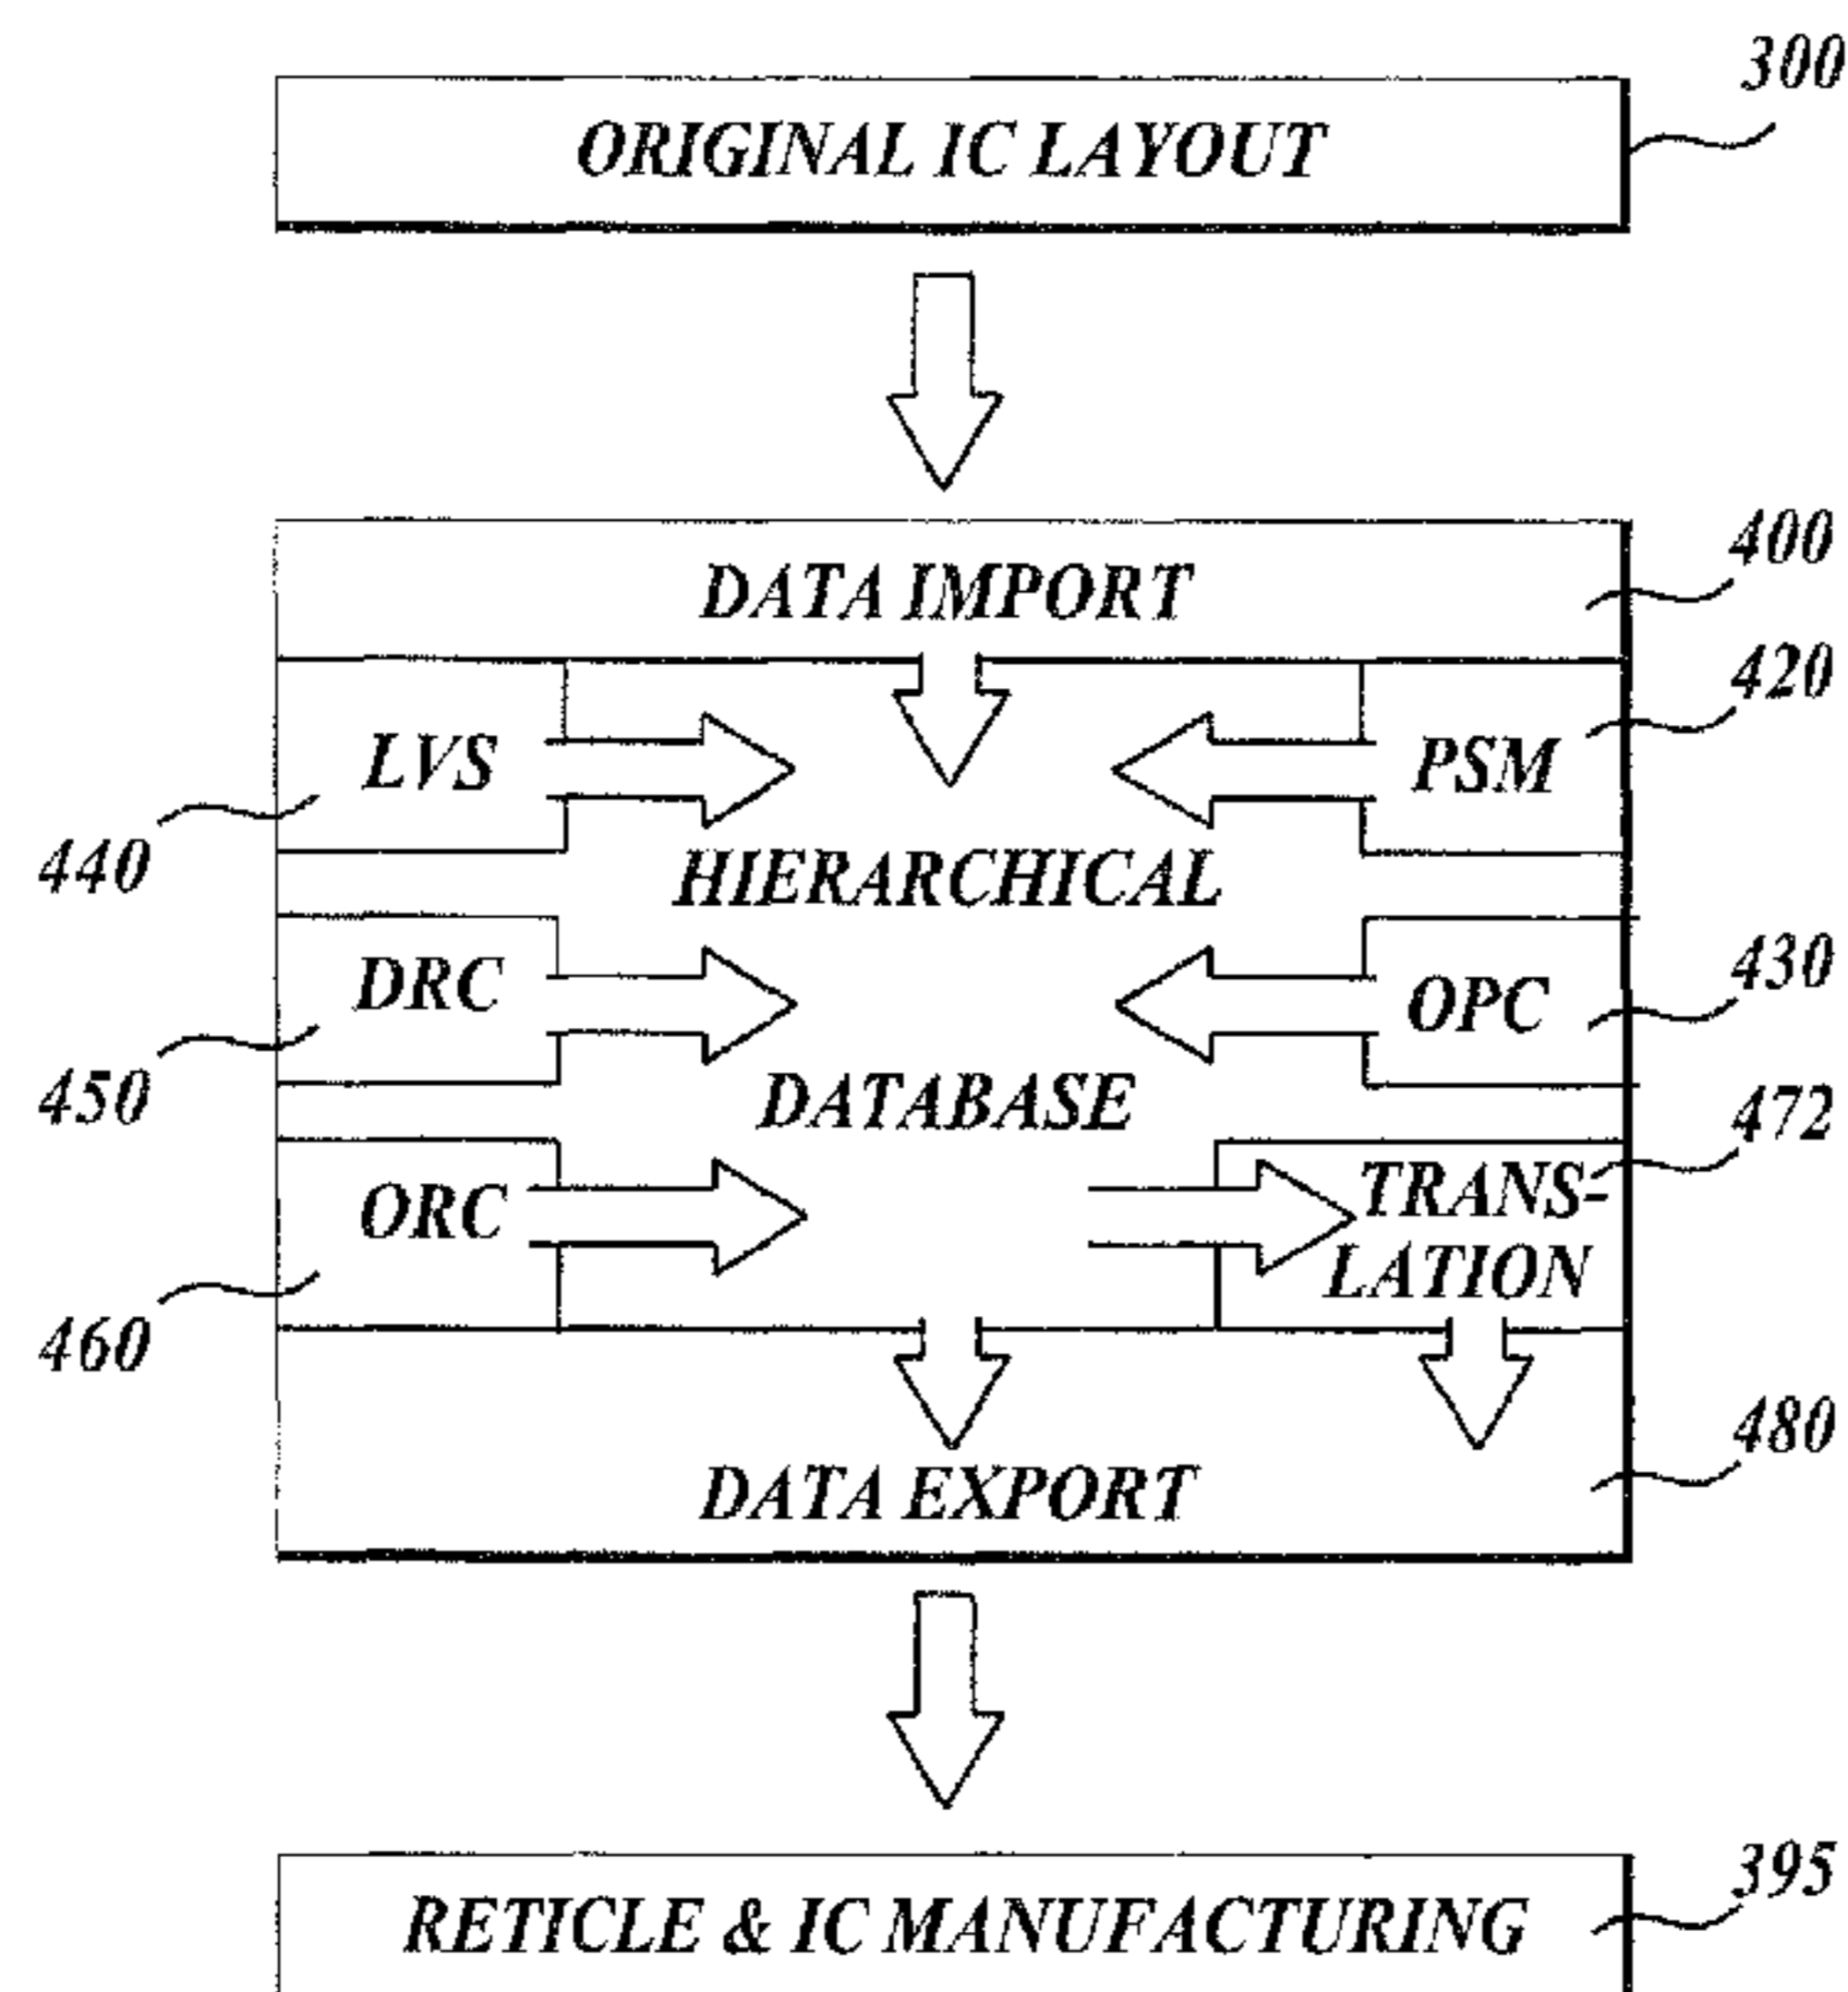 300
ORIGINAL IC LAYOUT
400
DATA IMPORT
420
LVS
PSM
440
HIERARCHICAL
DRC
OPC
430
450
DATABASE
472
TRANS-
ORC
LATION
460
480
DATA EXPORT
395
RETICLE & IC MANUFACTURING